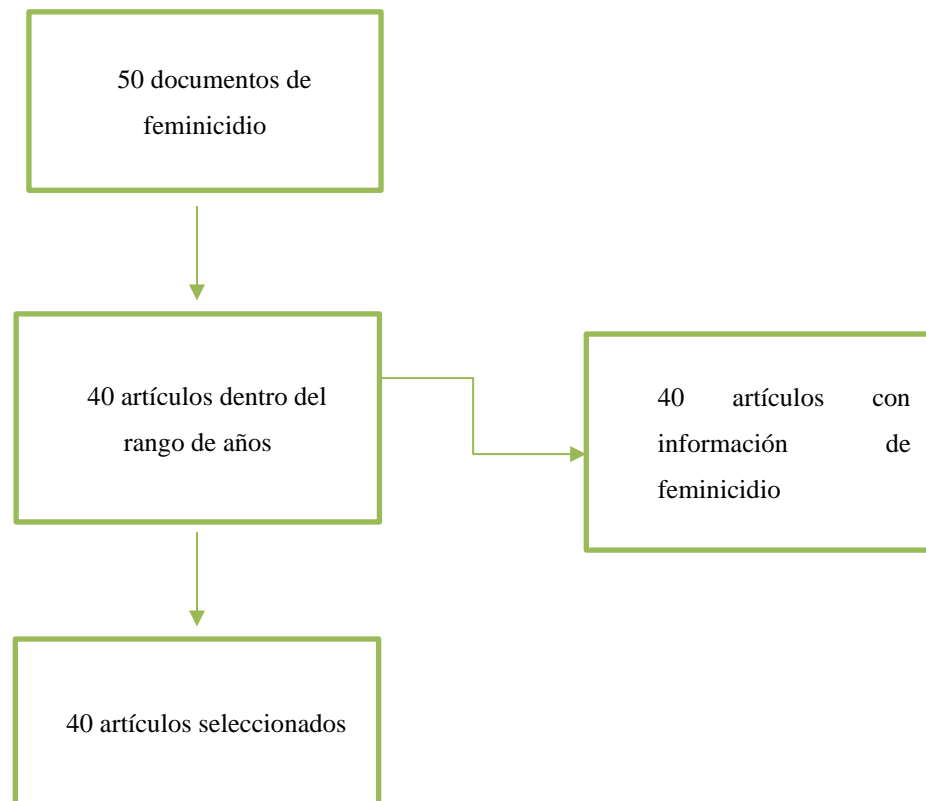 50 documentos de
feminicidio
40 artículos dentro del
rango de años
40 artículos con
información de
feminicidio
40 artículos seleccionados